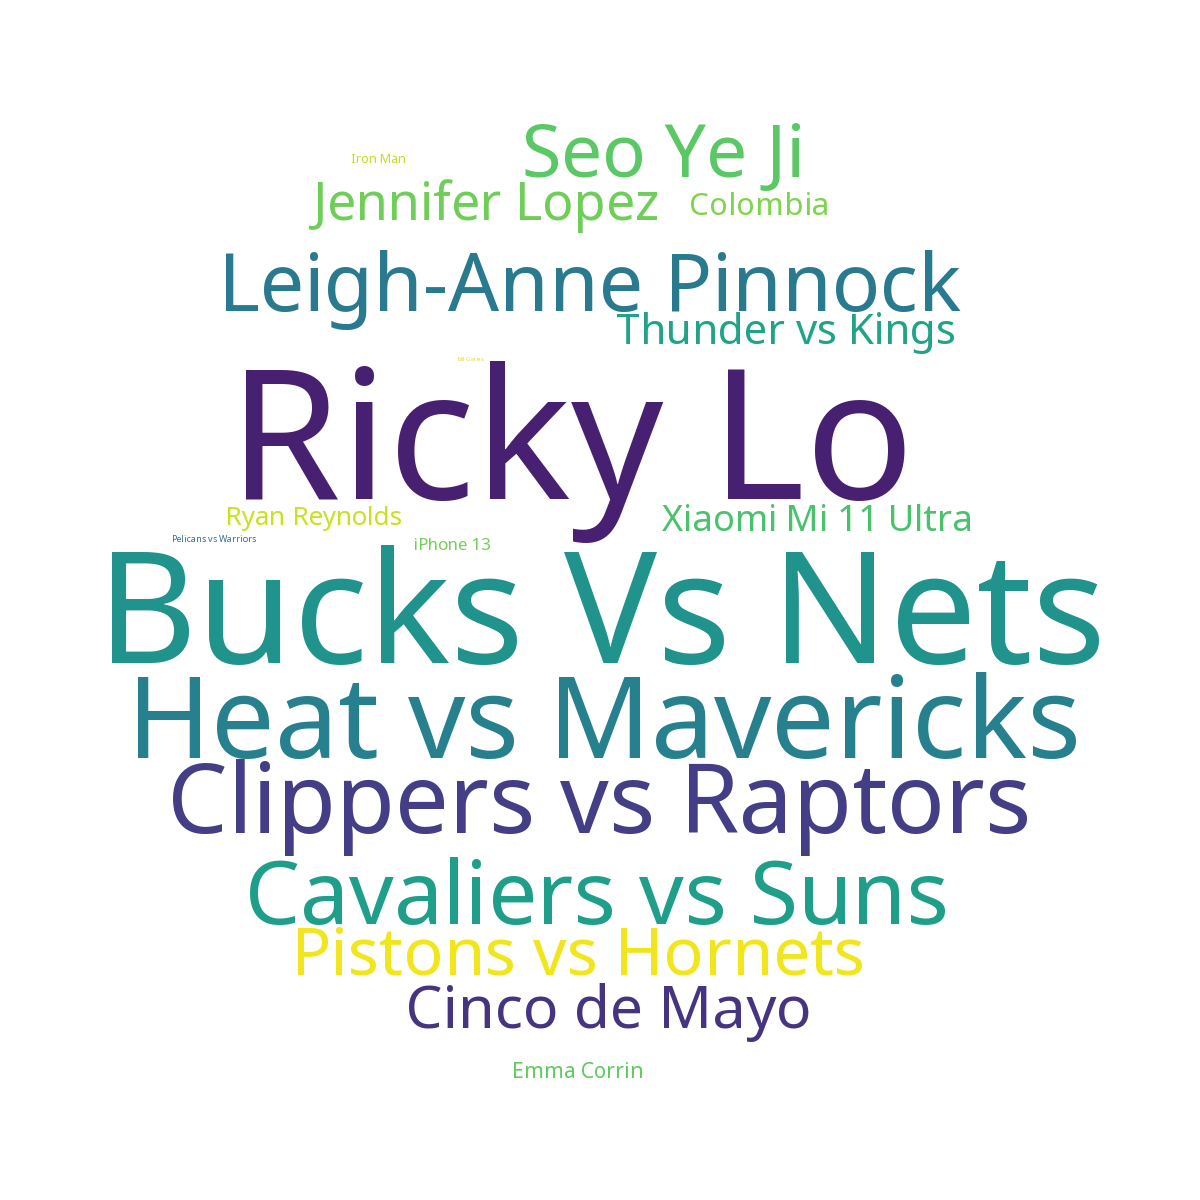 Seo Ye Ji
Iron Man
Jennifer Lopez
Colombia
Leigh-Anne Pinnock
Thunder vs Kings
Bill Gates
Ricky Lo
Ryan Reynolds
Xiaomi Mi 11 Ultra
Pelicans vs Warriors
iPhone 13
Bucks Vs Nets
Heat vs Mavericks
Clippers vs Raptors
Cavaliers vs Suns
Pistons vs Hornets
Cinco de Mayo
Emma Corrin